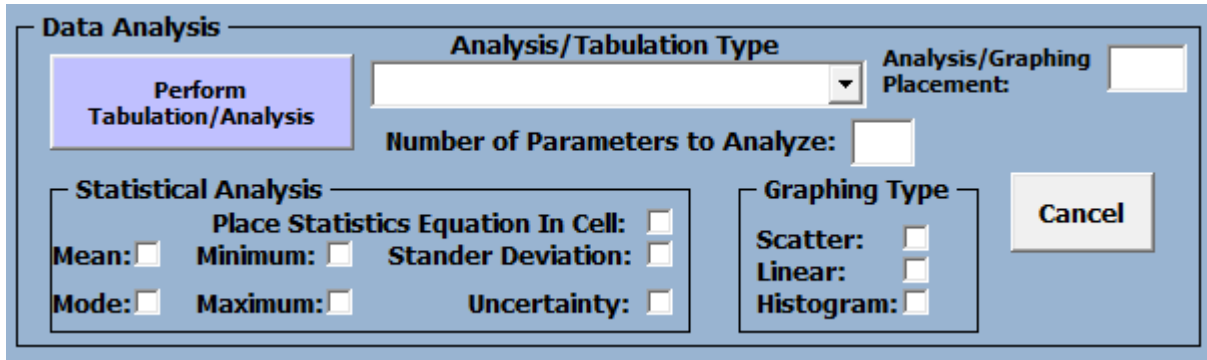 Data Analysis
Perform
Tabulation/Analysis
Analysis/Tabulation Type
Analysis/Graphing
Placement:
Number of Parameters to Analyze:
Statistical Analysis
Place Statistics Equation In Cell:
Mean: Minimum: Stander Deviation:
Mode: Maximum: Uncertainty:
Graphing Type
Scatter:
Linear:
Histogram:
Cancel